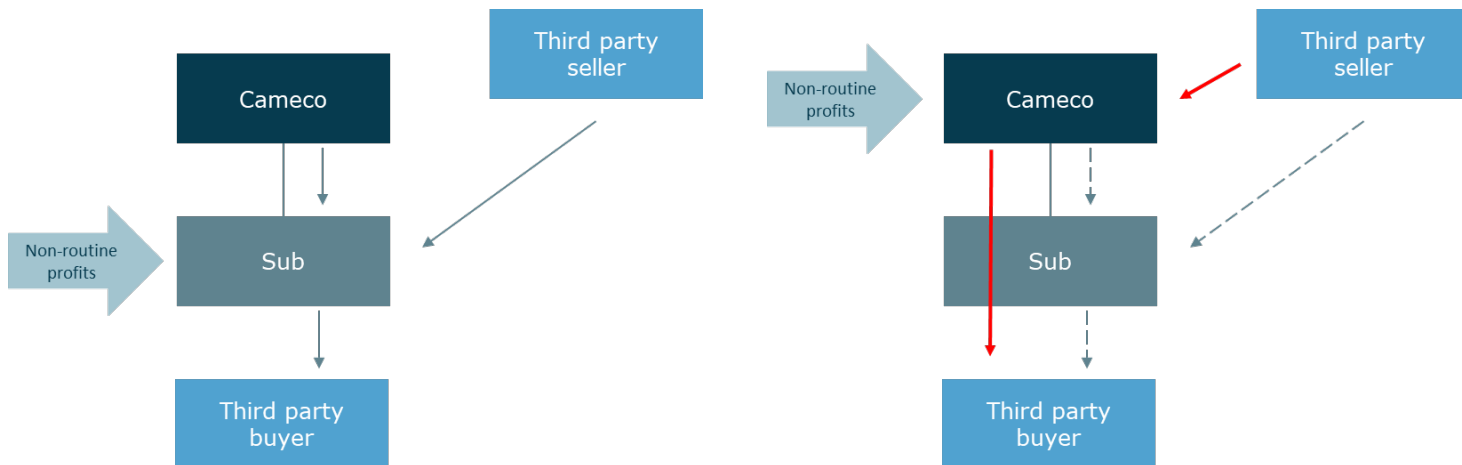 Third party
seller
Cameco
Non-routine
profits
Sub
Third party
buyer
Third party
seller
Non-routine
profits
Cameco
Sub
Third party
buyer